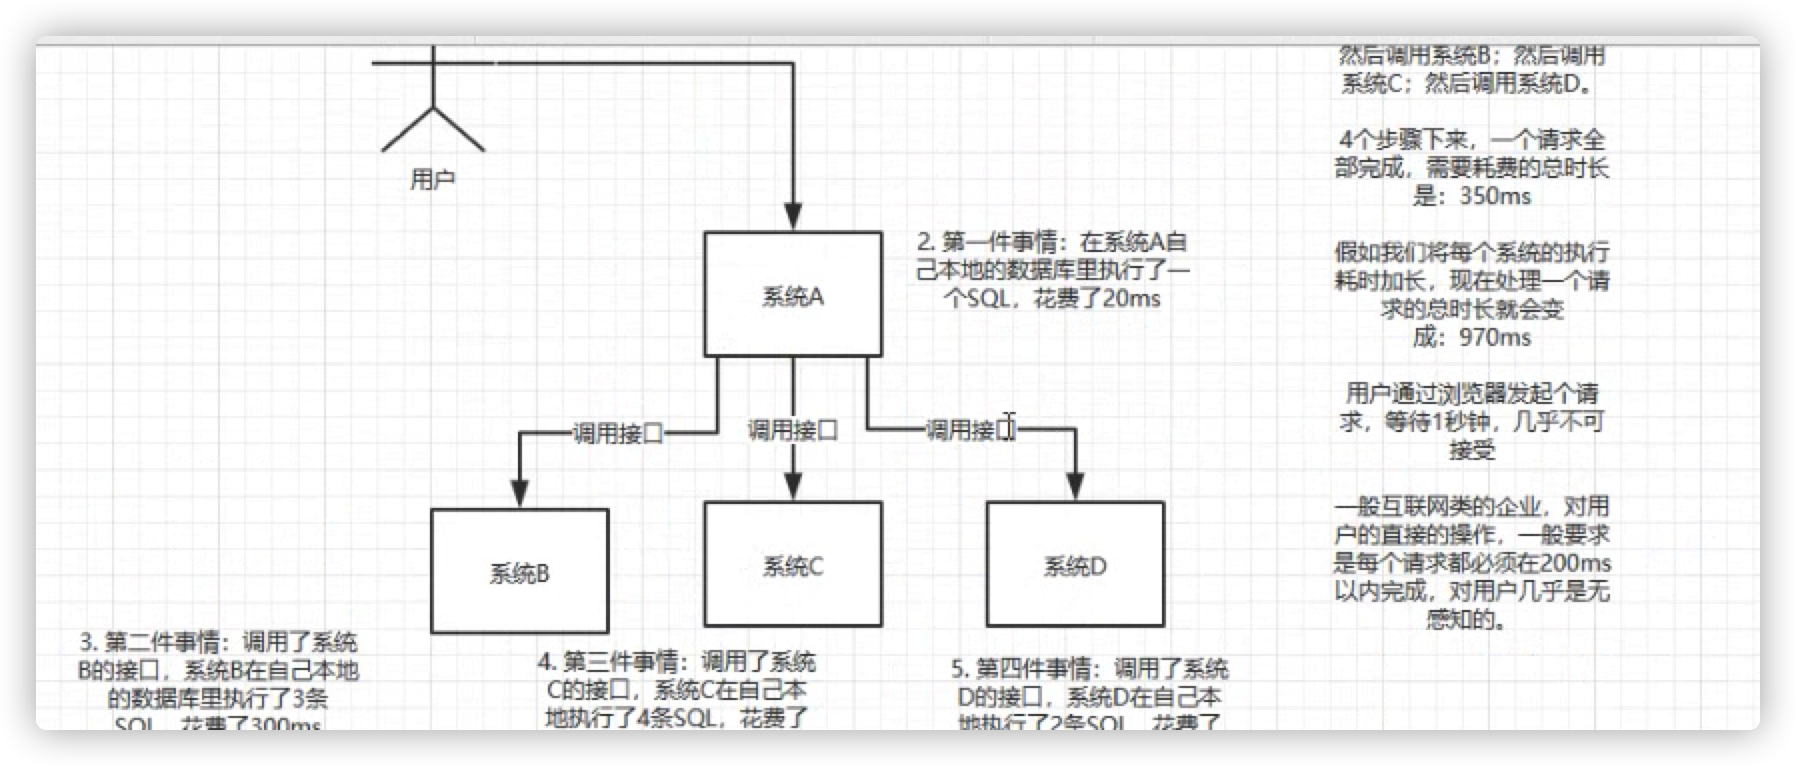 用户
系统A
2. 第一件事情：在系统A自
己本地的数据库里执行了一
个SQL，花费了20ms
调用接口
调用接口
调用接口
系统B
系统C
系统D
3. 第二件事情：调用了系统
B的接口，系统B在自己本地
的数据库里执行了3条
SQL，花费了300ms
4. 第三件事情：调用了系统
C的接口，系统C在自己本
地执行了4条SQL，花费了
5. 第四件事情：调用了系统
D的接口，系统D在自己本
地执行了2条SQL，花费了
然后调用系统B；然后调用
系统C；然后调用系统D。
4个步骤下来，一个请求全
部完成，需要耗费的总时长
是：350ms
假如我们将每个系统的执行
耗时加长，现在处理一个请
求的总时长就会变
成：970ms
用户通过浏览器发起个请
求，等待1秒钟，几乎不可
接受
一般互联网类的企业，对用
户的直接的操作，一般要求
是每个请求都必须在200ms
以内完成，对用户几乎是无
感知的。